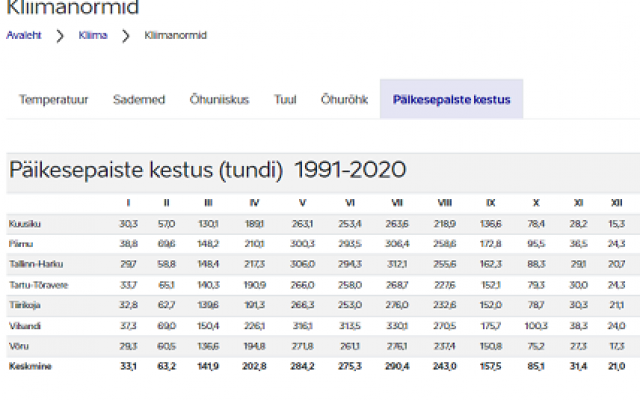 Kliimanormid
Avaleht > Kliima > Kliimanormid
Temperatuur Sademed Õhuniiskus Tuul Õhurõhk Päikesepaiste kestus
Päikesepaiste kestus (tundi) 1991-2020
I II III IV V VI VII VIII IX X XI XII
Kuusiku 30,3 57,0 130,1 189,1 263,1 253,4 263,6 218,9 136,6 78,4 28,2 15,3
Pärnu 38,8 69,6 148,2 210,1 300,3 293,5 306,4 258,6 172,8 95,5 36,5 24,3
Tallinn-Harku 29,7 58,8 148,4 217,3 306,0 294,3 312,1 255,6 162,3 88,3 29,1 20,7
Tartu-Tõravere 33,7 65,1 140,3 190,9 266,0 258,0 268,7 227,6 152,1 79,3 30,0 24,3
Tiirikoja 32,8 62,7 139,6 191,3 266,3 253,0 276,0 232,6 152,0 78,7 30,3 21,1
Vilsandi 37,3 69,0 150,4 226,1 316,1 313,5 330,1 270,5 175,7 100,3 38,3 24,0
Võru 29,3 60,5 136,6 194,8 271,8 261,1 276,1 237,4 150,8 75,2 27,3 17,3
Keskmine 33,1 63,2 141,9 202,8 284,2 275,3 290,4 243,0 157,5 85,1 31,4 21,0